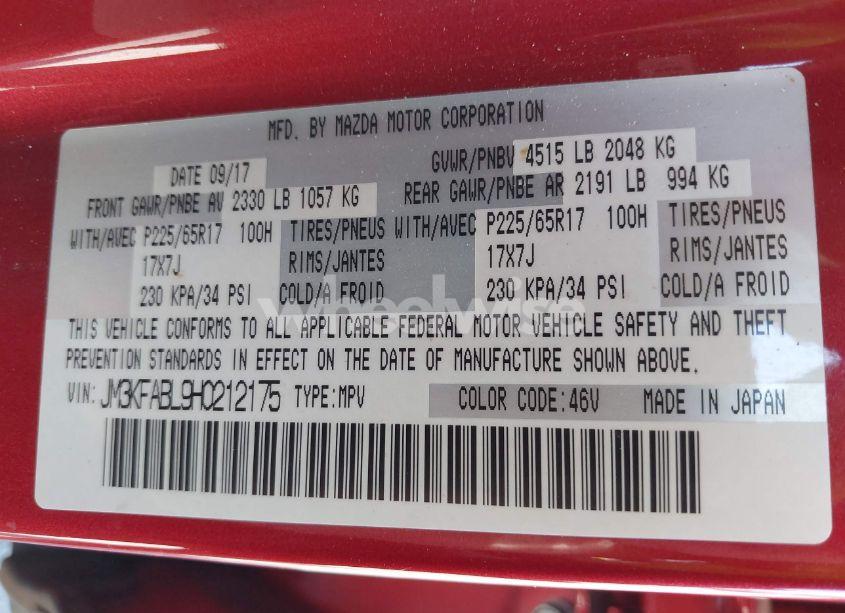 MFD. BY MAZDA MOTOR CORPORATION
DATE 09/17 GVWR/PNBV 4515 LB 2048 KG
FRONT GAWR/PNBE AV 2330 LB 1057 KG REAR GAWR/PNBE AR 2191 LB 994 KG
WITH/AVEC P225/65R17 100H TIRES/PNEUS WITH/AVEC P225/65R17 100H TIRES/PNEUS
17X7J RIMS/JANTES 17X7J RIMS/JANTES
230 KPA/34 PSI COLD/A FROID 230 KPA/34 PSI COLD/A FROID
wheelwise
THIS VEHICLE CONFORMS TO ALL APPLICABLE FEDERAL MOTOR VEHICLE SAFETY AND THEFT
PREVENTION STANDARDS IN EFFECT ON THE DATE OF MANUFACTURE SHOWN ABOVE.
VIN: JM3KFABL9H0212175 TYPE:MPV COLOR CODE:46V MADE IN JAPAN